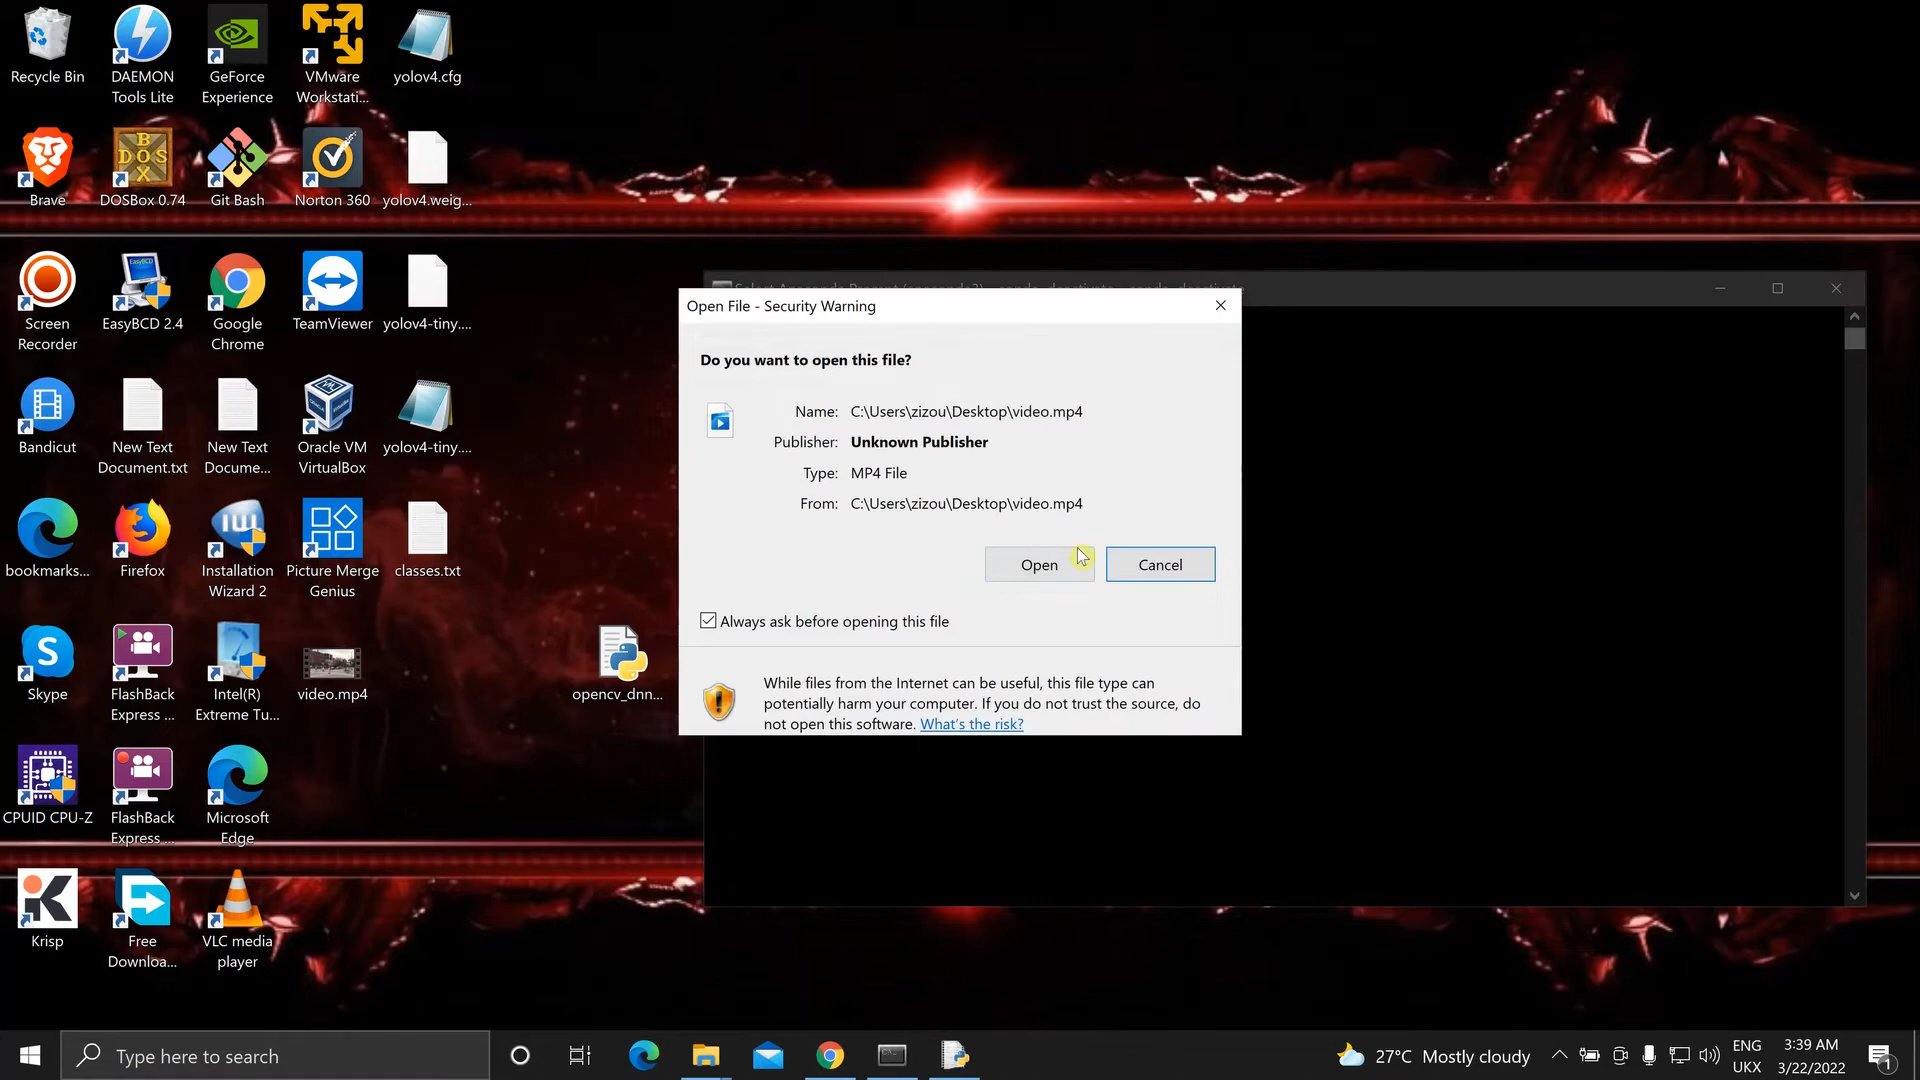 Recycle Bin
DAEMON
Tools Lite
GeForce
Experience
VMware
Workstati...
yolov4.cfg
Brave
DOSBox 0.74
Git Bash
Norton 360
yolov4.weig...
Screen
Recorder
EasyBCD 2.4
Google
Chrome
TeamViewer
yolov4-tiny....
Bandicut
New Text
Document.txt
New Text
Docume...
Oracle VM
VirtualBox
yolov4-tiny....
bookmarks...
Firefox
Installation
Wizard 2
Picture Merge
Genius
classes.txt
Skype
FlashBack
Express ...
Intel(R)
Extreme Tu...
video.mp4
opencv_dnn...
CPUID CPU-Z
FlashBack
Express ...
Microsoft
Edge
Krisp
Free
Downloa...
VLC media
player
Open File - Security Warning
Do you want to open this file?
Name: C:\Users\zizou\Desktop\video.mp4
Publisher: Unknown Publisher
Type: MP4 File
From: C:\Users\zizou\Desktop\video.mp4
Open
Cancel
Always ask before opening this file
While files from the Internet can be useful, this file type can
potentially harm your computer. If you do not trust the source, do
not open this software. What's the risk?
Type here to search
27°C Mostly cloudy
ENG
UKX
3:39 AM
3/22/2022
1